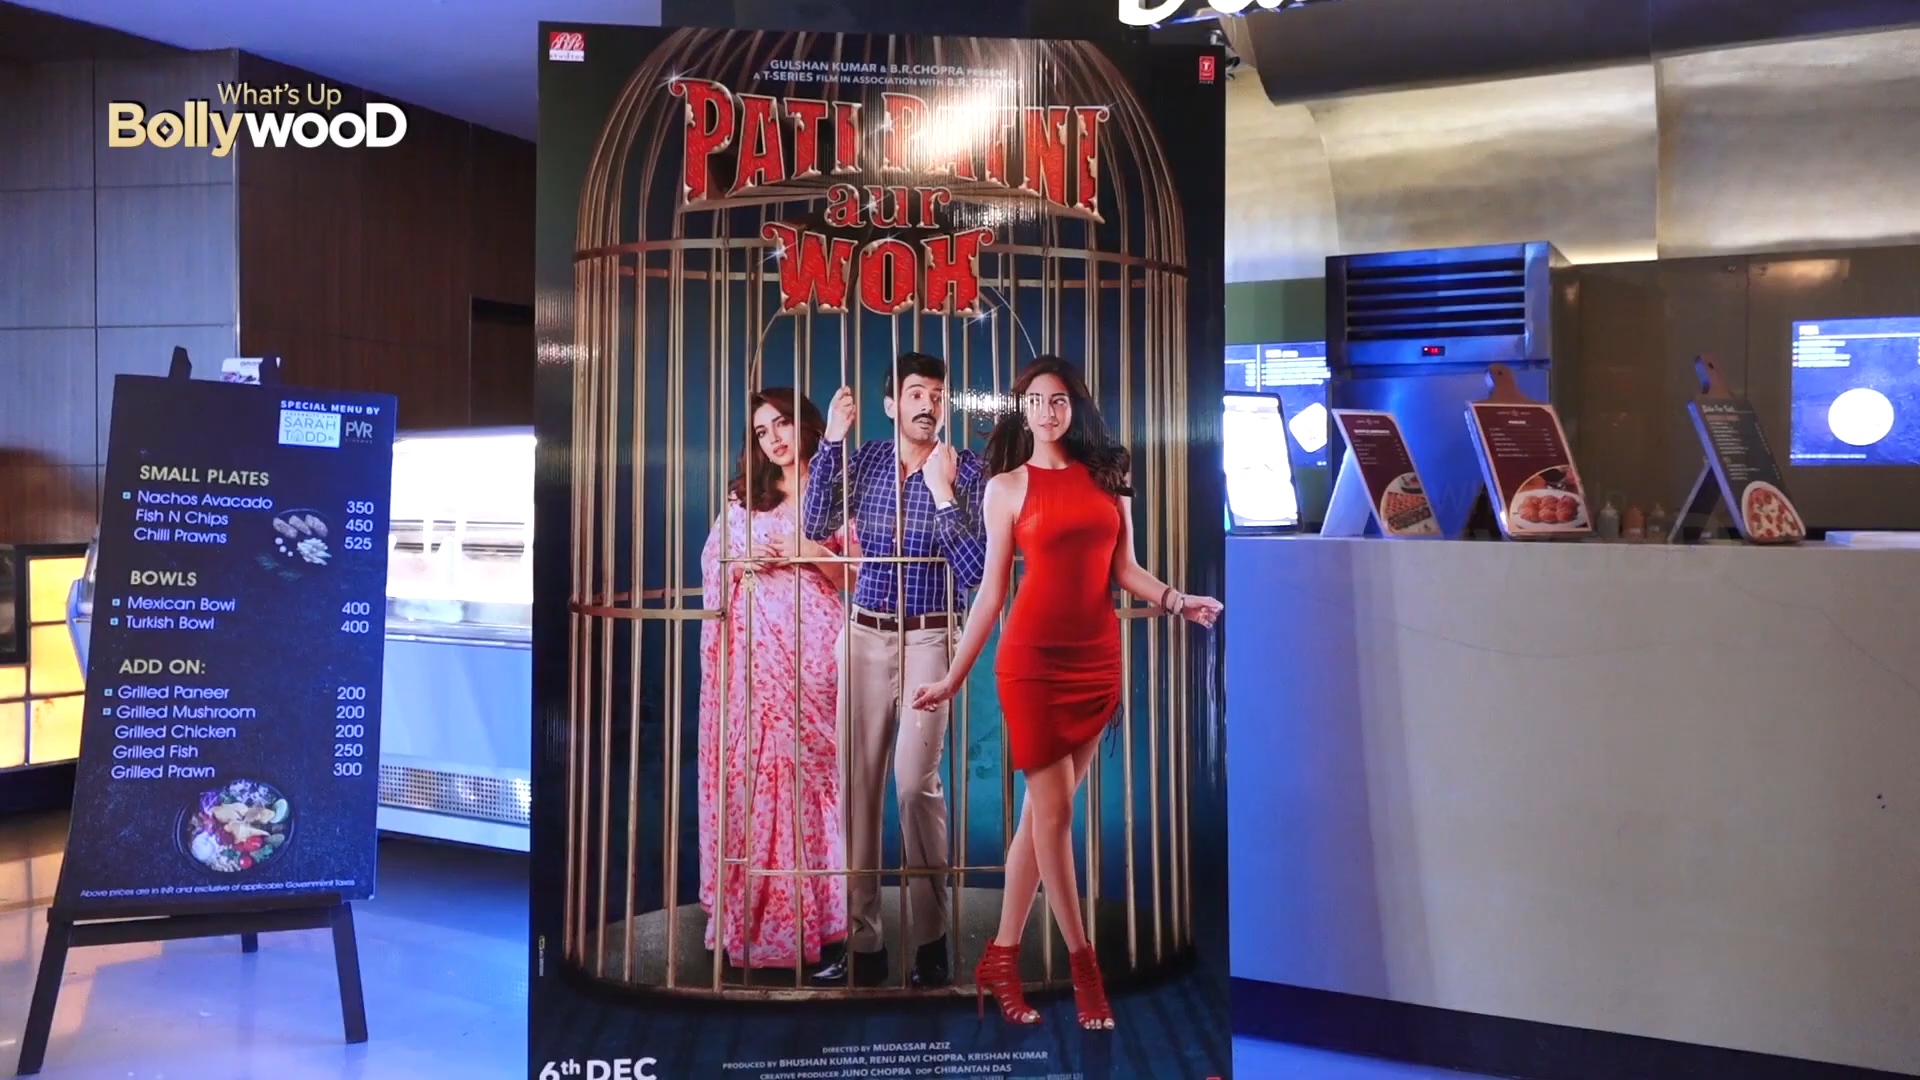 What's Up
BollywooD
GULSHAN KUMAR & B.R.CHOPRA PRESENT
A T-SERIES FILM IN ASSOCIATION WITH B.R. STUDIOS
PATI PATNI
aur
WOH
6th DEC
DIRECTED BY MUDASSAR AZIZ
PRODUCED BY BHUSHAN KUMAR, RENU RAVI CHOPRA, KRISHAN KUMAR
CREATIVE PRODUCER JUNO CHOPRA DOP CHIRANTAN DAS
SPECIAL MENU BY
SARAH
TODD
PVR
SMALL PLATES
Nachos Avacado 350
Fish N Chips 450
Chilli Prawns 525
BOWLS
Mexican Bowl 400
Turkish Bowl 400
ADD ON:
Grilled Paneer 200
Grilled Mushroom 200
Grilled Chicken 200
Grilled Fish 250
Grilled Prawn 300
Above prices are in INR and exclusive of applicable Government Taxes